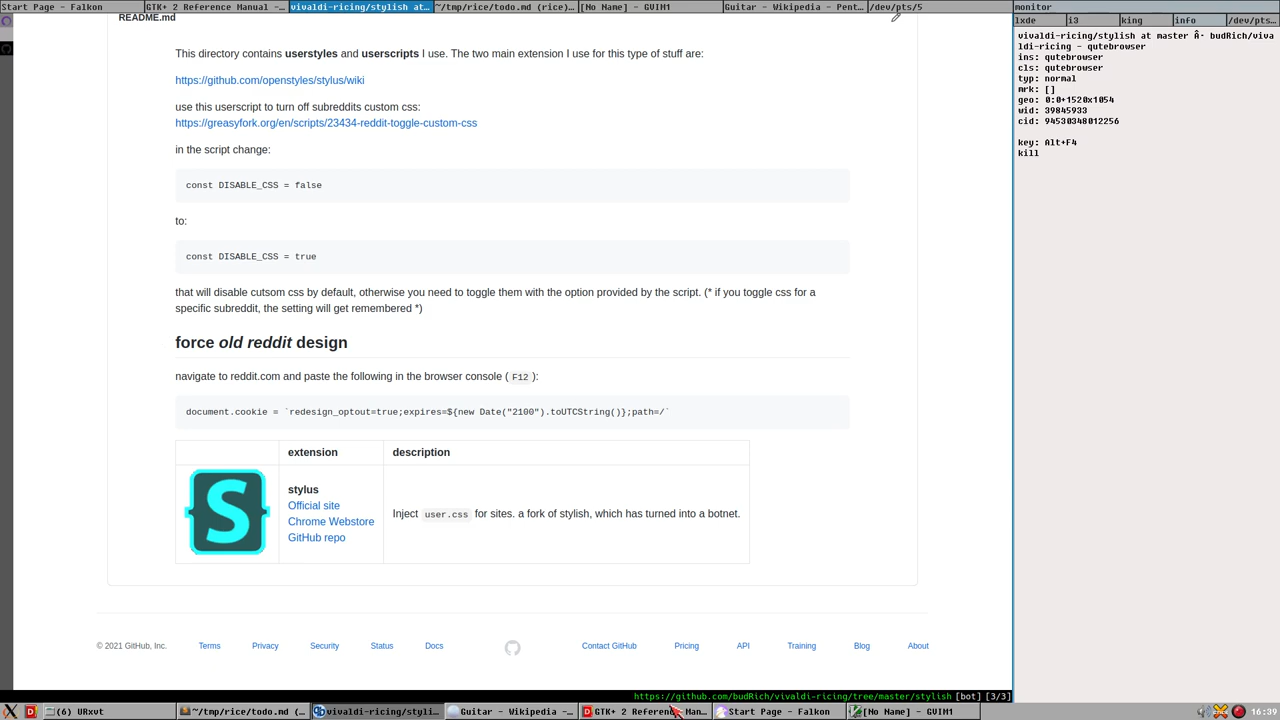 Start Page - Falkon
GTK+ 2 Reference Manual -…
vivaldi-ricing/stylish at…
~/tmp/rice/todo.md (rice)…
[No Name] - GVIM1
Guitar - Wikipedia - Pent…
/dev/pts/5
monitor
lxde
i3
king
info
/dev/pts…
README.md
This directory contains userstyles and userscripts I use. The two main extension I use for this type of stuff are:
https://github.com/openstyles/stylus/wiki
use this userscript to turn off subreddits custom css:
https://greasyfork.org/en/scripts/23434-reddit-toggle-custom-css
in the script change:
const DISABLE_CSS = false
to:
const DISABLE_CSS = true
that will disable cutsom css by default, otherwise you need to toggle them with the option provided by the script. (* if you toggle css for a
specific subreddit, the setting will get remembered *)
force old reddit design
navigate to reddit.com and paste the following in the browser console ( F12 ):
document.cookie = `redesign_optout=true;expires=${new Date("2100").toUTCString()};path=/`
extension
description
stylus
Official site
Chrome Webstore
GitHub repo
Inject user.css for sites. a fork of stylish, which has turned into a botnet.
© 2021 GitHub, Inc.
Terms
Privacy
Security
Status
Docs
Contact GitHub
Pricing
API
Training
Blog
About
https://github.com/budRich/vivaldi-ricing/tree/master/stylish [bot] [3/3]
vivaldi-ricing/stylish at master Â· budRich/viva
ldi-ricing - qutebrowser
ins: qutebrowser
cls: qutebrowser
typ: normal
mrk: []
geo: 0:0+1520x1054
wid: 39845933
cid: 94530348012256
key: Alt+F4
kill
(6) URxvt
~/tmp/rice/todo.md (…
vivaldi-ricing/styli…
Guitar - Wikipedia -…
GTK+ 2 Reference Man…
Start Page - Falkon
[No Name] - GVIM1
16:39